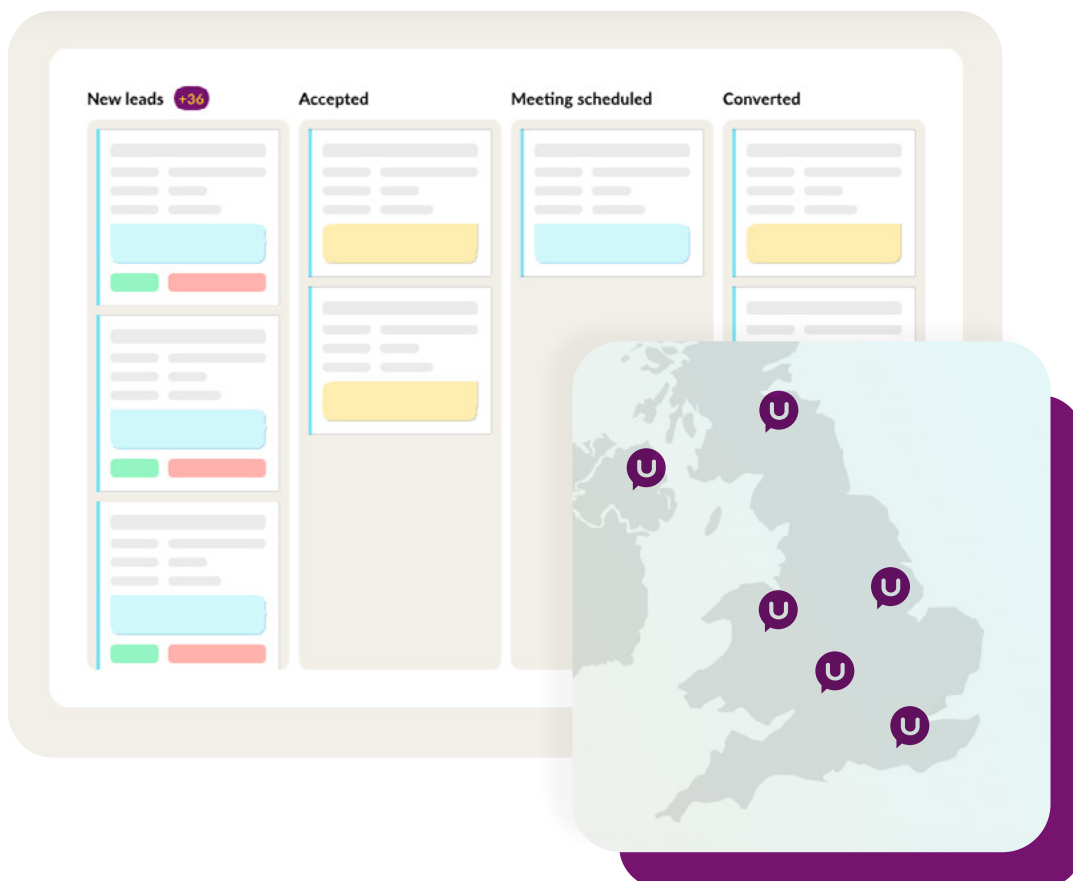 New leads +36
Accepted
Meeting scheduled
Converted
U
U
U
U
U
U